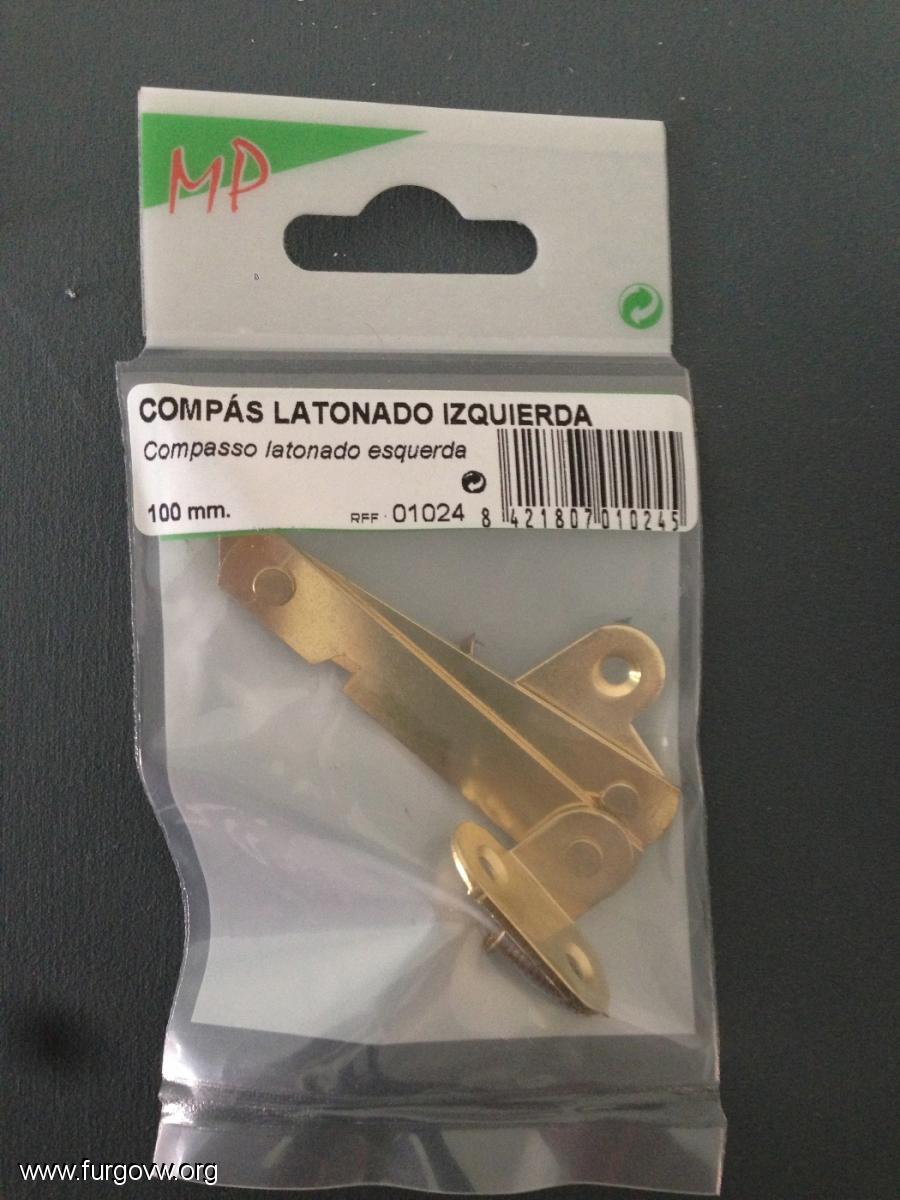 MP
COMPÁS LATONADO IZQUIERDA
Compasso latonado esquerda
100 mm.
REF. 01024
8 421807 010245
www.furgovw.org